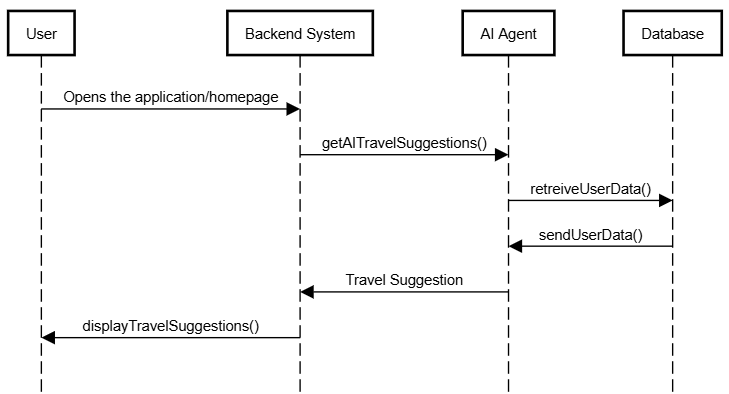 User
Backend System
AI Agent
Database
Opens the application/homepage
getAITravelSuggestions()
retreiveUserData()
sendUserData()
Travel Suggestion
displayTravelSuggestions()